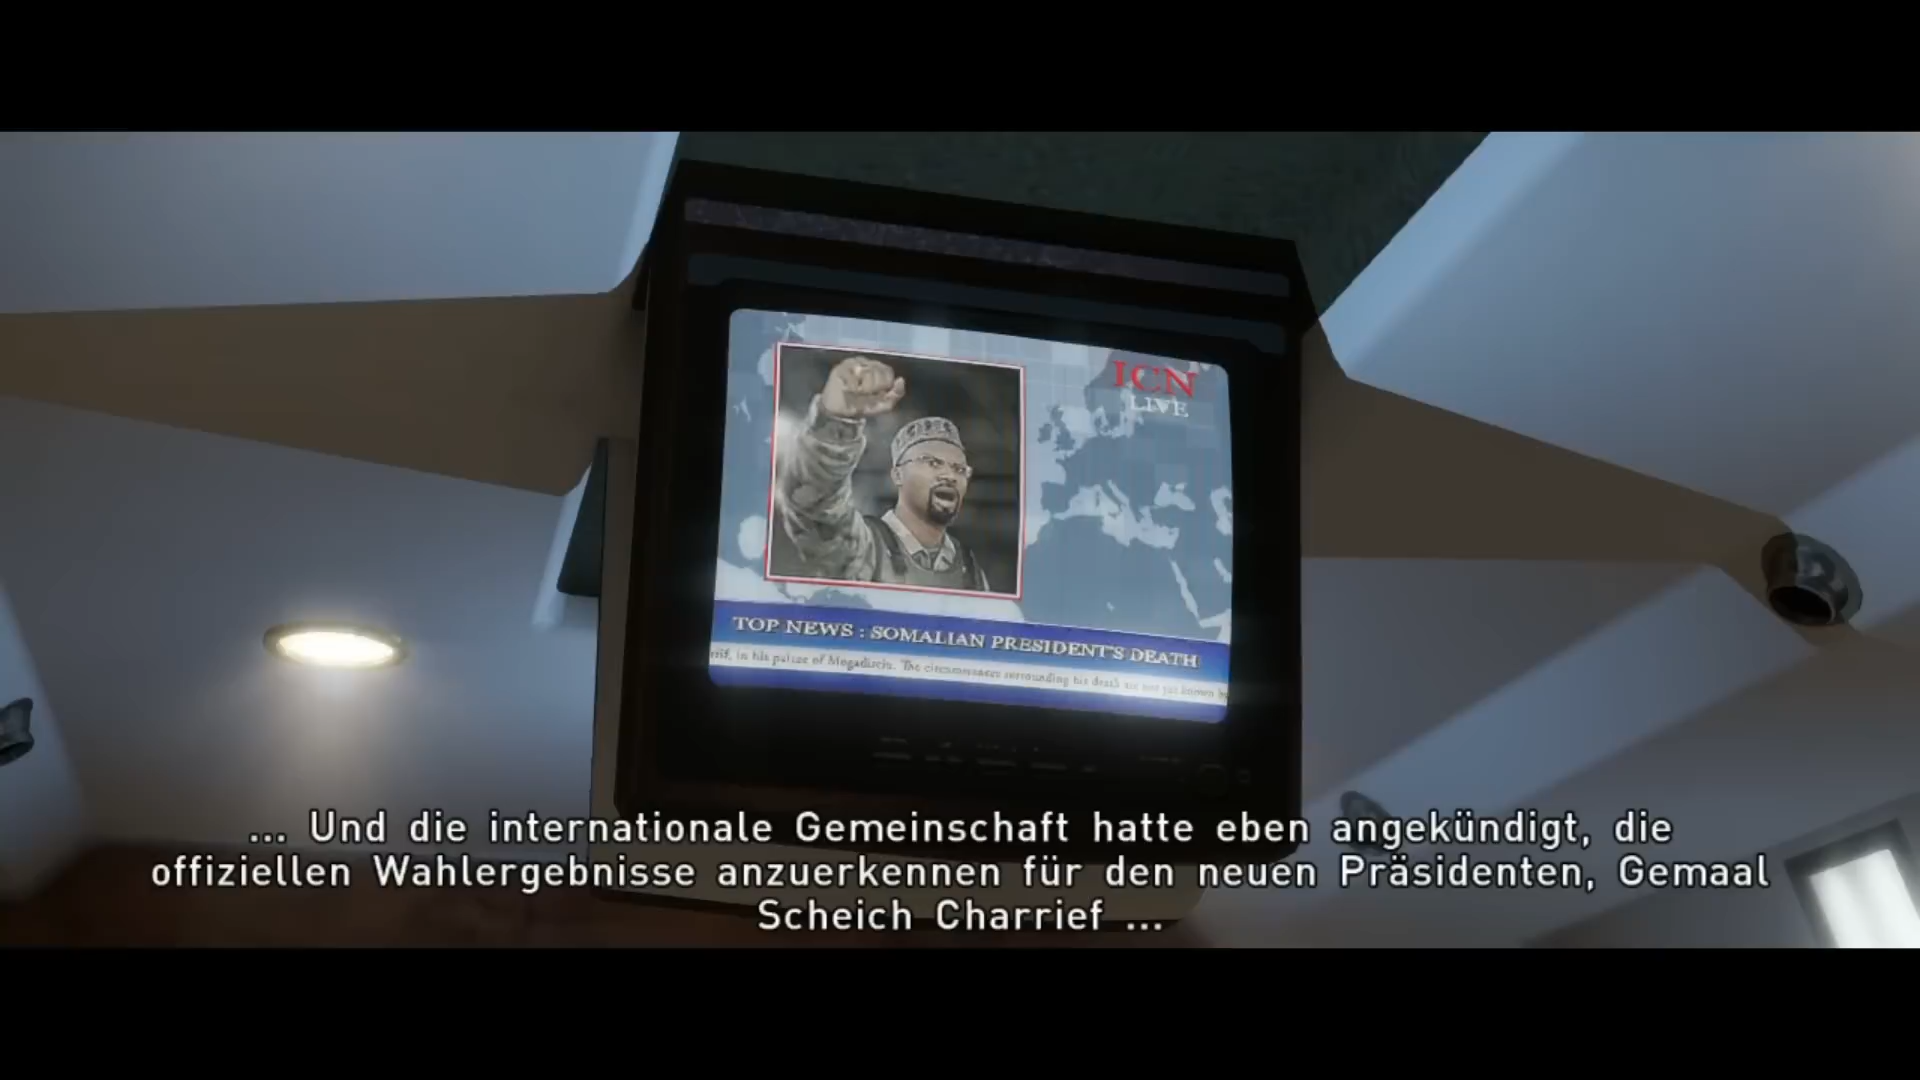 ICN
LIVE
TOP NEWS : SOMALIAN PRESIDENT'S DEATH
in his palace of Mogadischu. The circumstances surrounding his death are not yet known
... Und die internationale Gemeinschaft hatte eben angekündigt, die
offiziellen Wahlergebnisse anzuerkennen für den neuen Präsidenten, Gemaal
Scheich Charrief ...